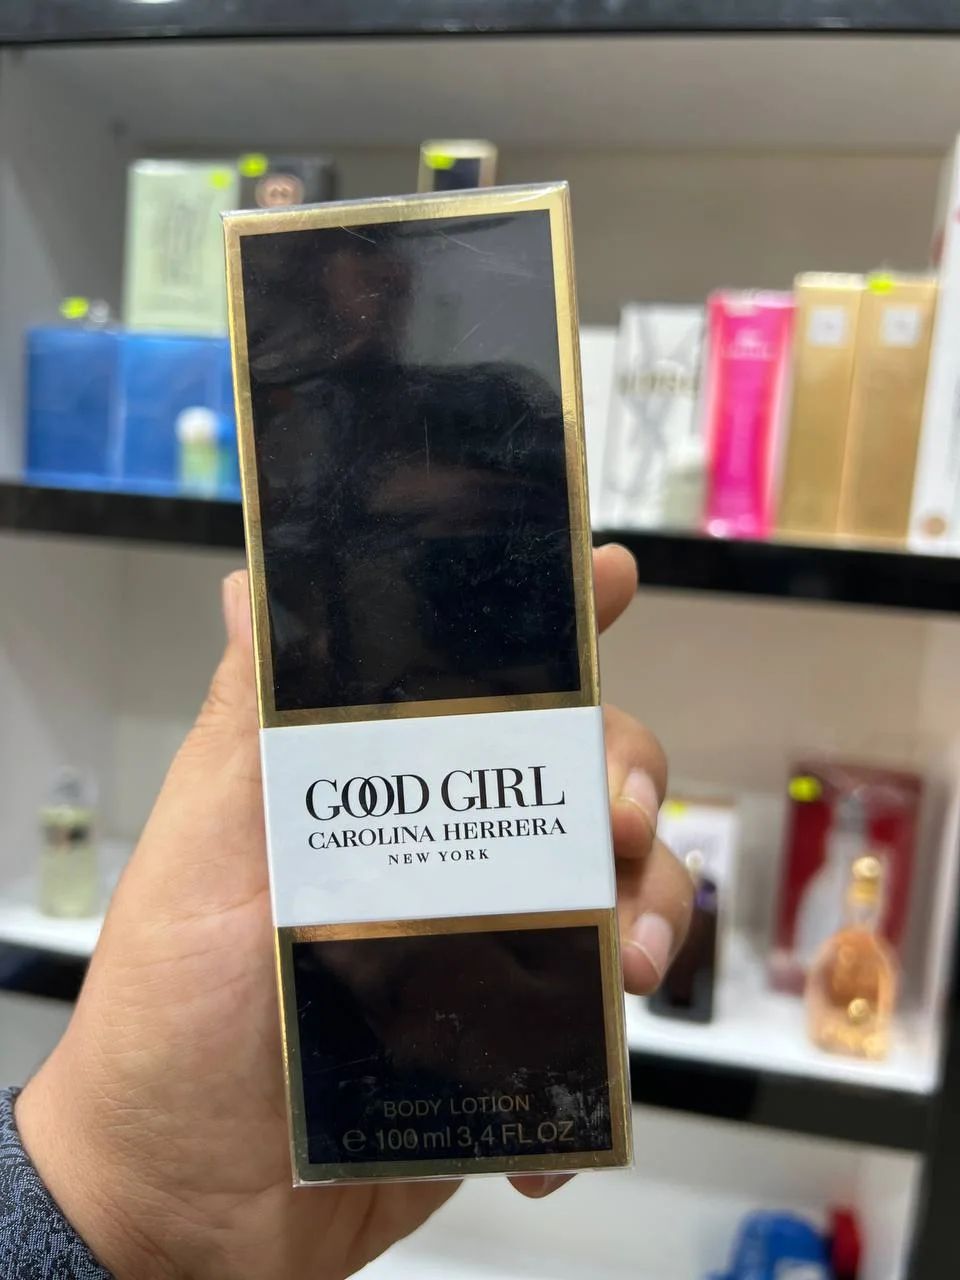 GOOD GIRL
CAROLINA HERRERA
NEW YORK
BODY LOTION
℮ 100 ml 3,4 FL OZ